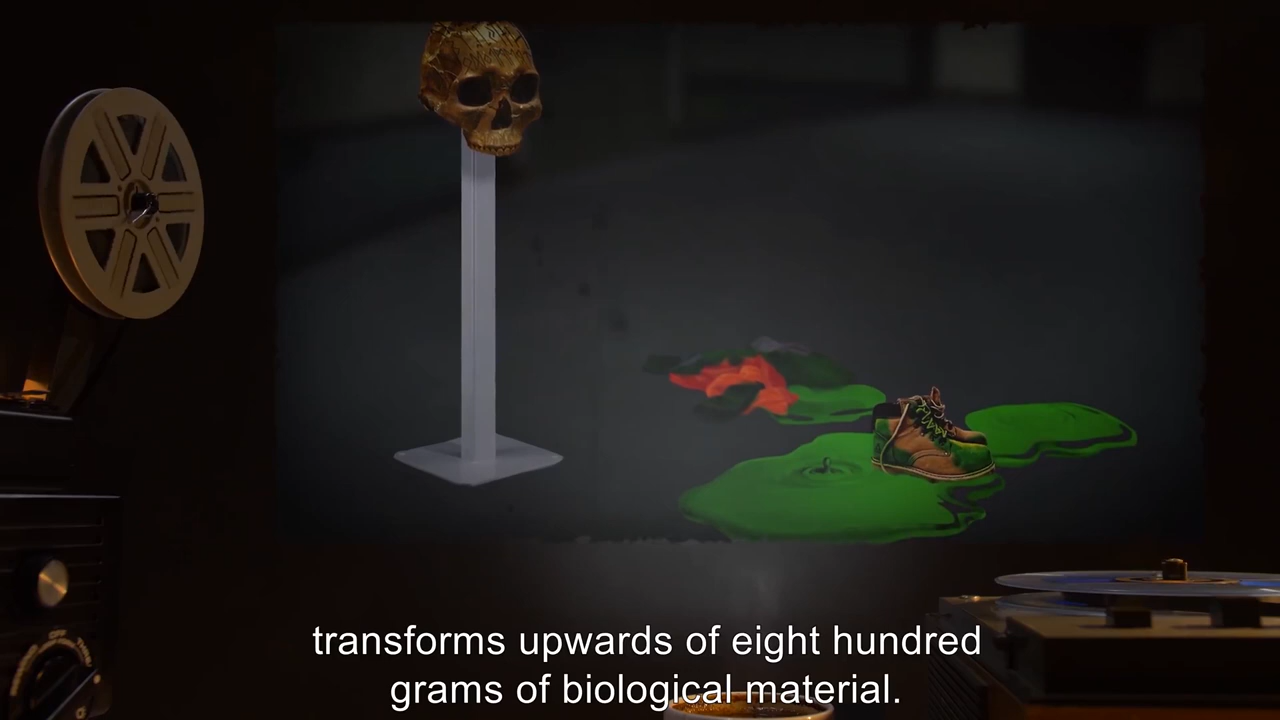 transforms upwards of eight hundred
grams of biological material.